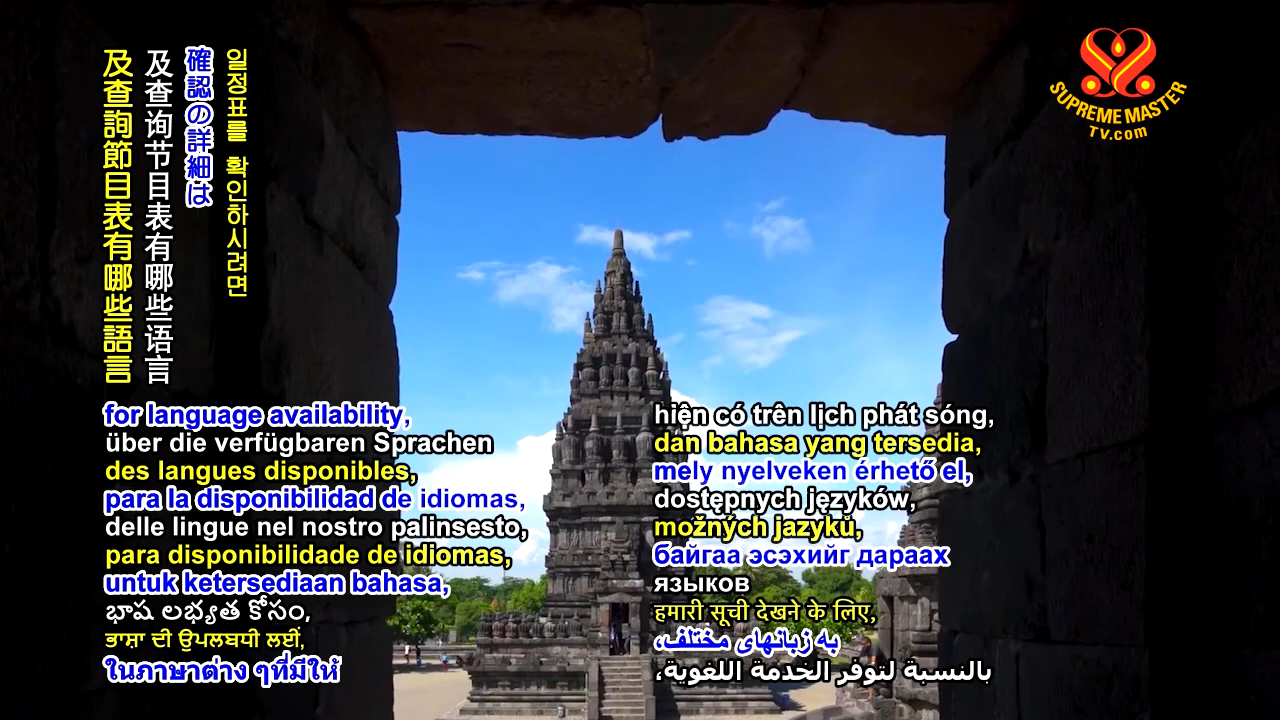 及查詢節目表有哪些語言
及查询节目表有哪些语言
確認の詳細は
일정표를 확인하시려면
SUPREME MASTER
TV.com
for language availability,
über die verfügbaren Sprachen
des langues disponibles,
para la disponibilidad de idiomas,
delle lingue nel nostro palinsesto,
para disponibilidade de idiomas,
untuk ketersediaan bahasa,
భాష లభ్యత కోసం,
ਭਾਸ਼ਾ ਦੀ ਉਪਲਬਧੀ ਲਈ,
ในภาษาต่าง ๆที่มีให้
hiện có trên lịch phát sóng,
dan bahasa yang tersedia,
mely nyelveken érhető el,
dostępnych języków,
možných jazyků,
байгаа эсэхийг дараах
языков
हमारी सूची देखने के लिए,
به زبانهای مختلف،
بالنسبة لتوفر الخدمة اللغوية،